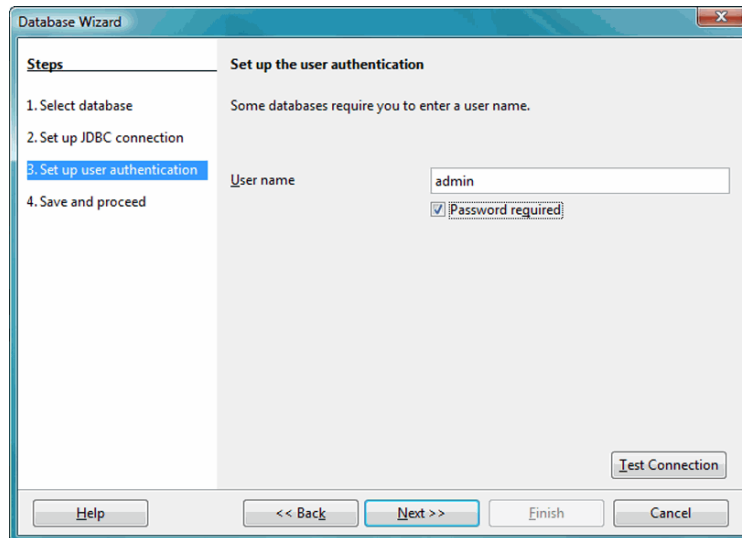 Database Wizard
Steps
1. Select database
2. Set up JDBC connection
3. Set up user authentication
4. Save and proceed
Set up the user authentication
Some databases require you to enter a user name.
User name
admin
Password required
Test Connection
Help
<< Back
Next >>
Finish
Cancel